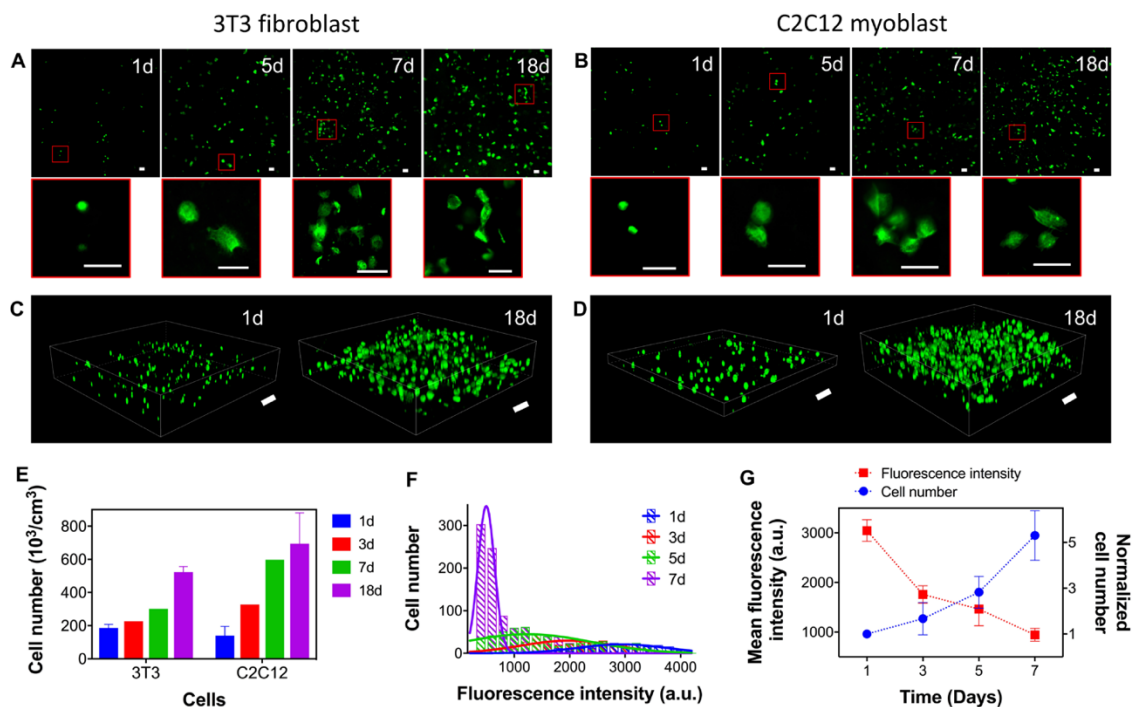 3T3 fibroblast
C2C12 myoblast
A
1d
5d
7d
18d
B
1d
5d
7d
18d
C
1d
18d
D
1d
18d
E
Cell number (10³/cm³)
800
600
400
200
0
3T3
C2C12
Cells
1d
3d
7d
18d
F
Cell number
300
200
100
0
1000
2000
3000
4000
Fluorescence intensity (a.u.)
1d
3d
5d
7d
G
Fluorescence intensity
Cell number
Mean fluorescence
intensity (a.u.)
3000
2000
1000
1
3
5
7
Time (Days)
5
3
1
Normalized
cell number